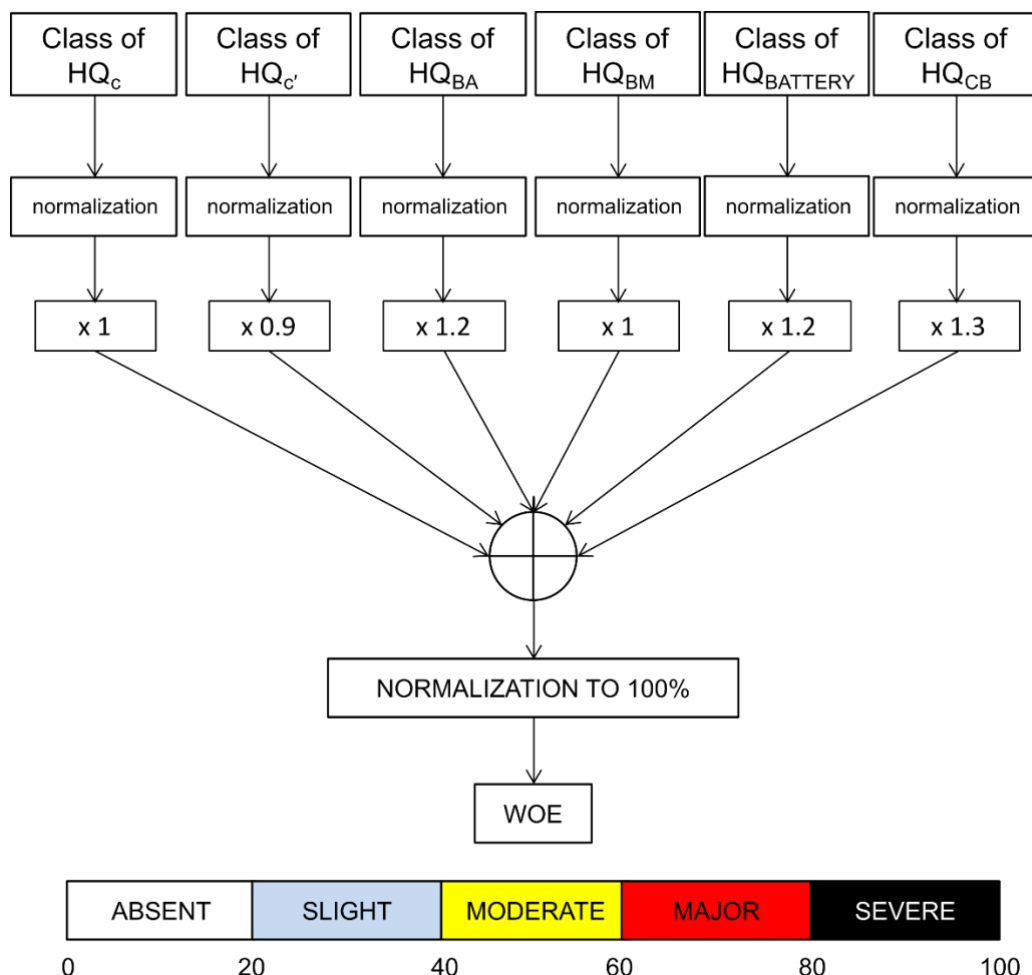 Class of
HQc
Class of
HQc'
Class of
HQBA
Class of
HQBM
Class of
HQBATTERY
Class of
HQCB
normalization
normalization
normalization
normalization
normalization
normalization
x 1
x 0.9
x 1.2
x 1
x 1.2
x 1.3
NORMALIZATION TO 100%
WOE
ABSENT
SLIGHT
MODERATE
MAJOR
SEVERE
0
20
40
60
80
100